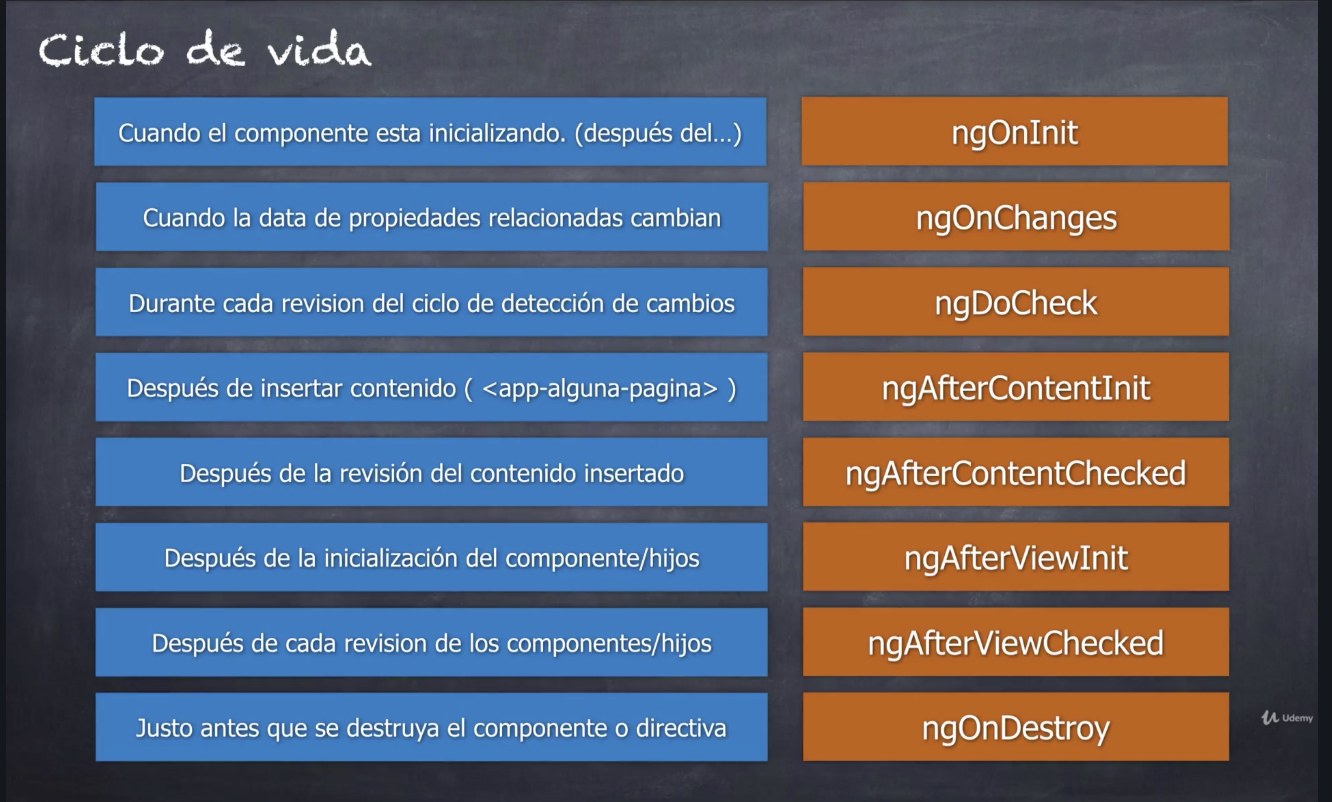 Ciclo de vida
Cuando el componente esta inicializando. (después del...)
ngOnInit
Cuando la data de propiedades relacionadas cambian
ngOnChanges
Durante cada revision del ciclo de detección de cambios
ngDoCheck
Después de insertar contenido ( <app-alguna-pagina> )
ngAfterContentInit
Después de la revisión del contenido insertado
ngAfterContentChecked
Después de la inicialización del componente/hijos
ngAfterViewInit
Después de cada revision de los componentes/hijos
ngAfterViewChecked
Justo antes que se destruya el componente o directiva
ngOnDestroy
Udemy